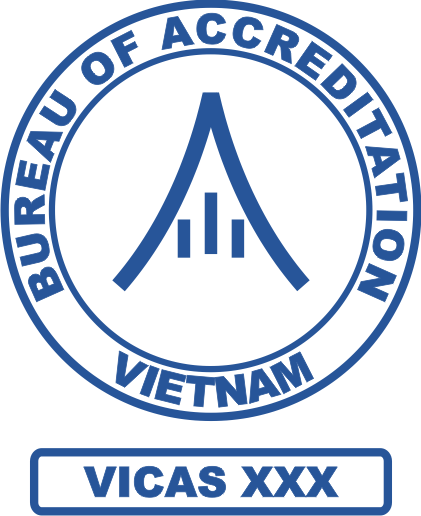 BUREAU OF ACCREDITATION
VIETNAM
VICAS XXX